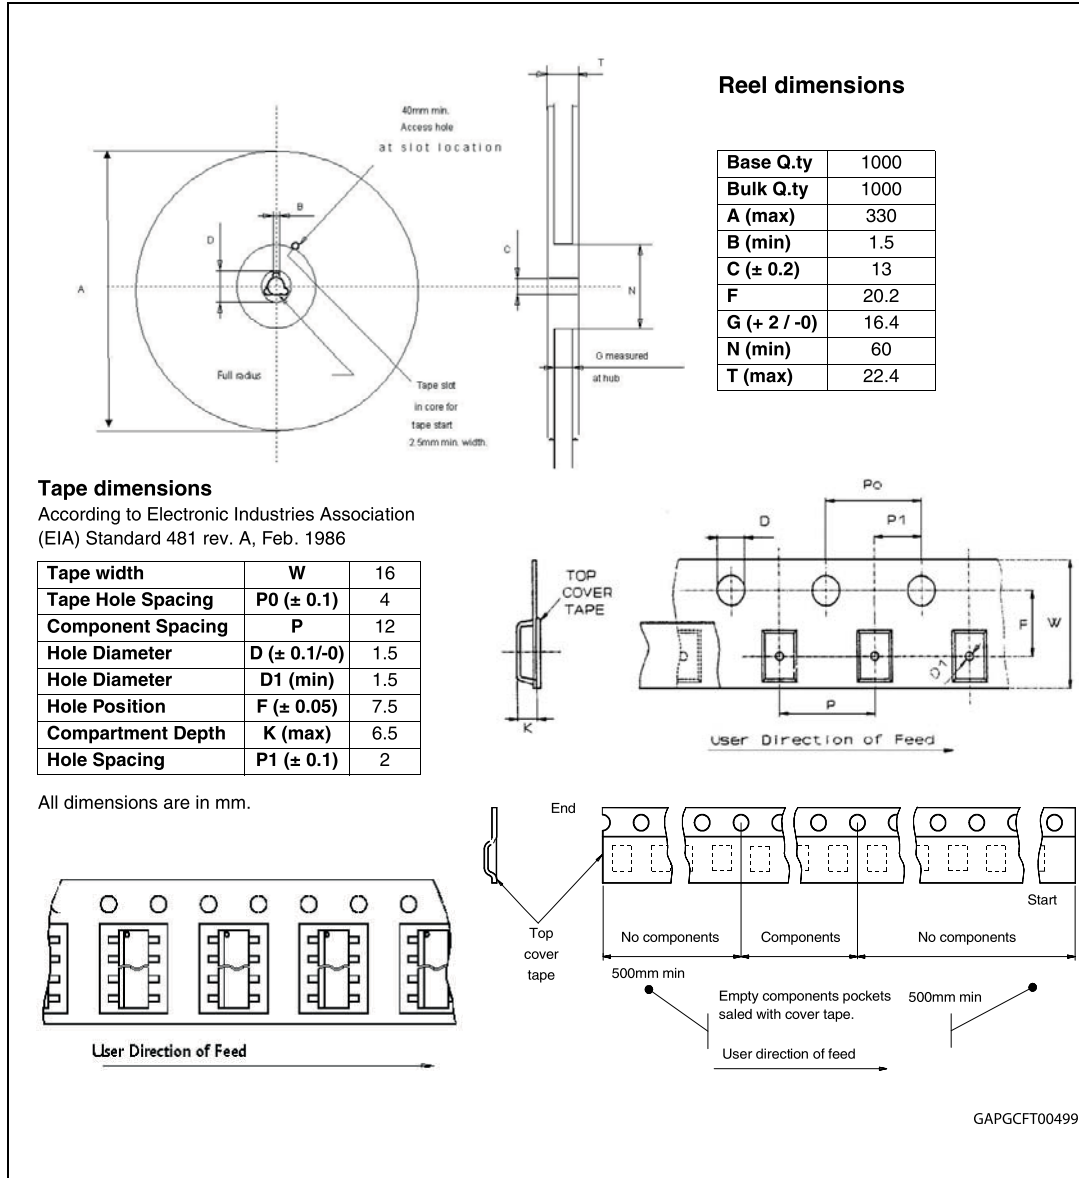 T
Reel dimensions
40mm min.
Access hole
at slot location
B
D
C
A
N
Full radius
G measured
at hub
Tape slot
in core for
tape start
2.5mm min. width.
Base Q.ty 1000
Bulk Q.ty 1000
A (max) 330
B (min) 1.5
C (± 0.2) 13
F 20.2
G (+ 2 / -0) 16.4
N (min) 60
T (max) 22.4
Tape dimensions
According to Electronic Industries Association
(EIA) Standard 481 rev. A, Feb. 1986
Tape width W 16
Tape Hole Spacing P0 (± 0.1) 4
Component Spacing P 12
Hole Diameter D (± 0.1/-0) 1.5
Hole Diameter D1 (min) 1.5
Hole Position F (± 0.05) 7.5
Compartment Depth K (max) 6.5
Hole Spacing P1 (± 0.1) 2
All dimensions are in mm.
Po
D
P1
TOP
COVER
TAPE
F
W
D1
P
K
User Direction of Feed
End
Start
Top
cover
tape
No components
Components
No components
500mm min
Empty components pockets
saled with cover tape.
500mm min
User direction of feed
User Direction of Feed
GAPGCFT00499